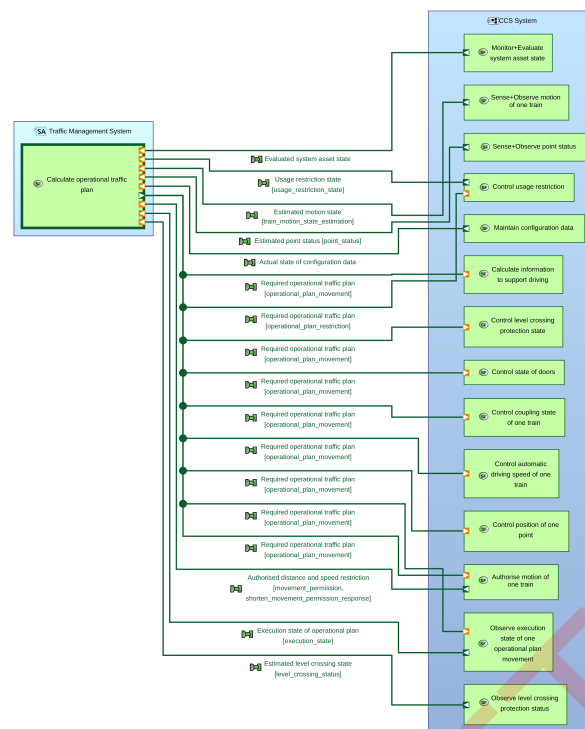 CCS System
Monitor+Evaluate
system asset state
Sense+Observe motion
of one train
SA Traffic Management System
Sense+Observe point status
Calculate operational traffic
plan
Evaluated system asset state
Usage restriction state
[usage_restriction_state]
Control usage restriction
Estimated motion state
[train_motion_state_estimation]
Maintain configuration data
Estimated point status [point_status]
Actual state of configuration data
Calculate information
to support driving
Required operational traffic plan
[operational_plan_movement]
Required operational traffic plan
[operational_plan_restriction]
Control level crossing
protection state
Required operational traffic plan
[operational_plan_movement]
Control state of doors
Required operational traffic plan
[operational_plan_movement]
Control coupling state
of one train
Required operational traffic plan
[operational_plan_movement]
Required operational traffic plan
[operational_plan_movement]
Control automatic
driving speed of one
train
Required operational traffic plan
[operational_plan_movement]
Required operational traffic plan
[operational_plan_movement]
Control position of one
point
Required operational traffic plan
[operational_plan_movement]
Authorised distance and speed restriction
[movement_permission,
shorten_movement_permission_response]
Authorise motion of
one train
Execution state of operational plan
[execution_state]
Observe execution
state of one
operational plan
movement
Estimated level crossing state
[level_crossing_status]
Observe level crossing
protection status